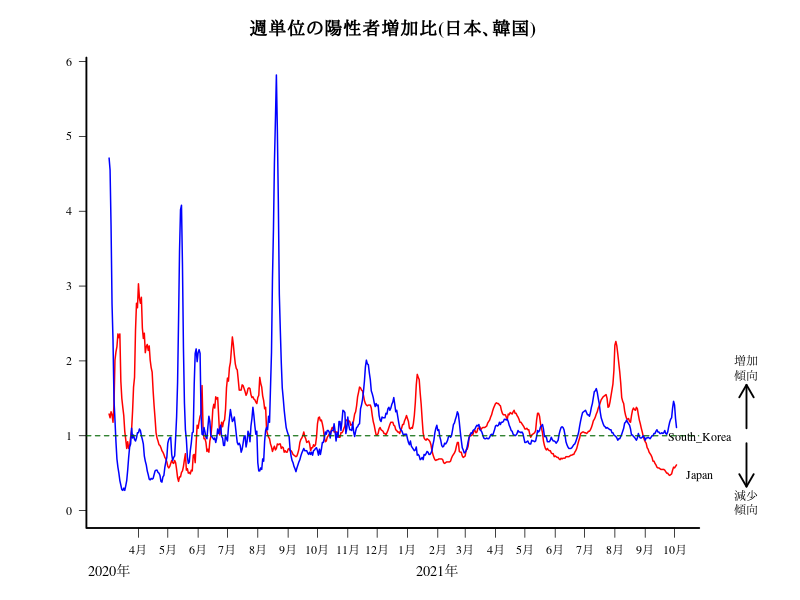 週単位の陽性者増加比(日本、韓国)
6
5
4
3
2
1
0
増加
傾向
South_Korea
Japan
減少
傾向
4月 5月 6月 7月 8月 9月 10月 11月 12月 1月 2月 3月 4月 5月 6月 7月 8月 9月 10月
2020年 2021年